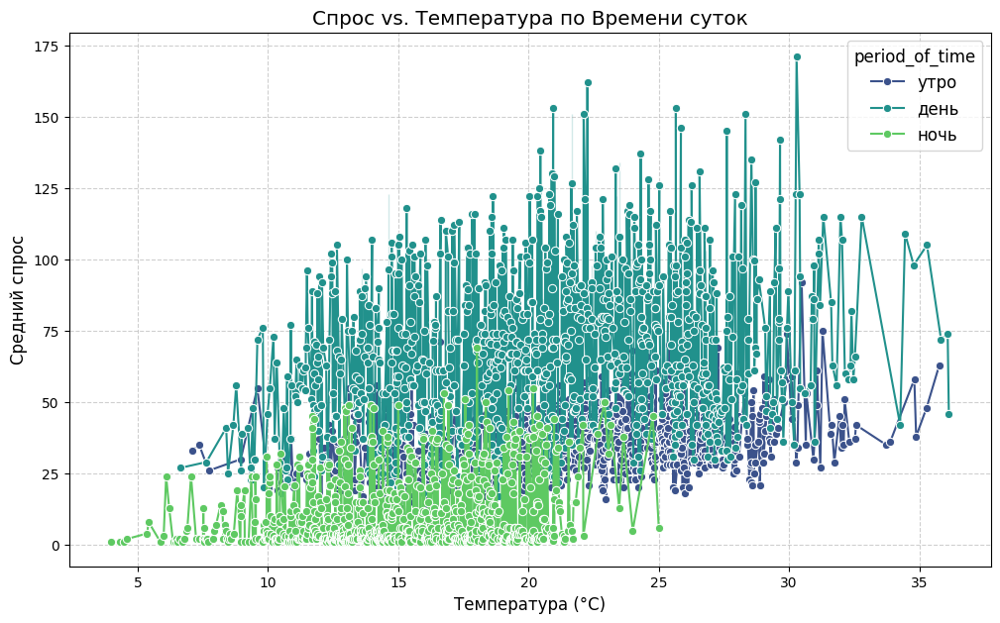 Спрос vs. Температура по Времени суток
period_of_time
утро
день
ночь
Средний спрос
175
150
125
100
75
50
25
0
5 10 15 20 25 30 35
Температура (°C)